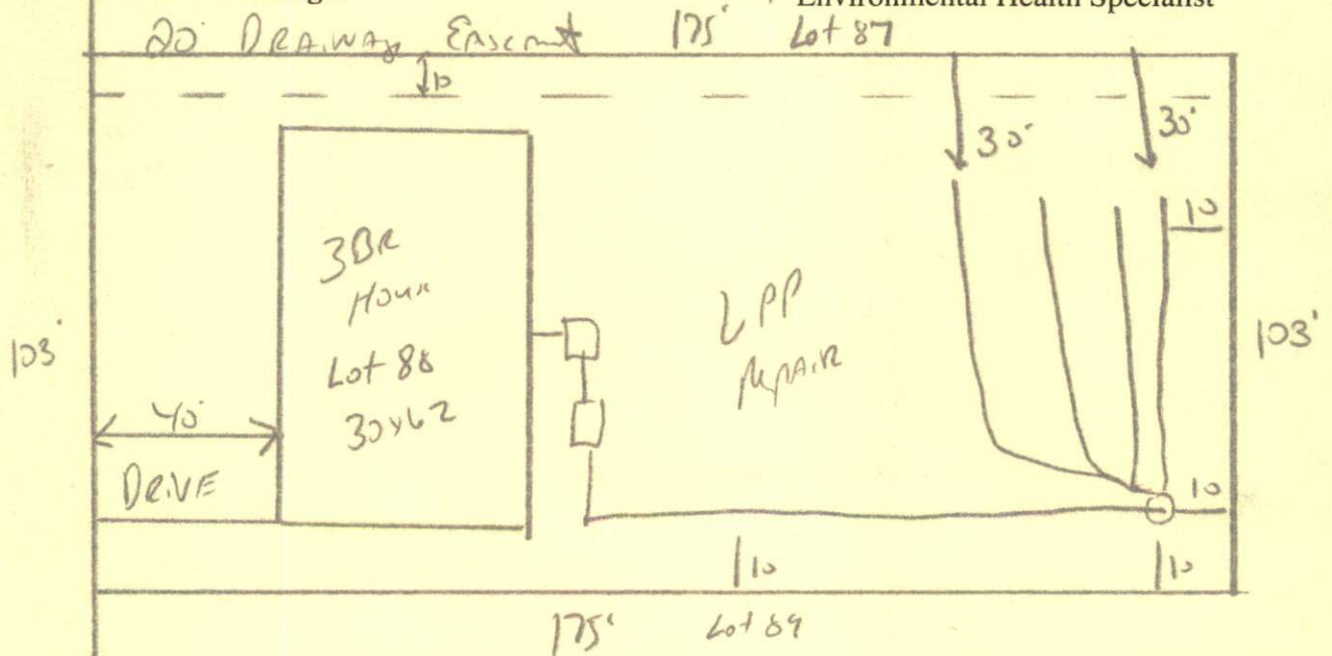 Environmental Health Specialist
20' DRAINAGE Easement 175' Lot 87
10
30'
30'
10
3BR
House
Lot 88
30x62
LPP
Repair
103'
103'
40'
DRIVE
10
10
10
175' Lot 89